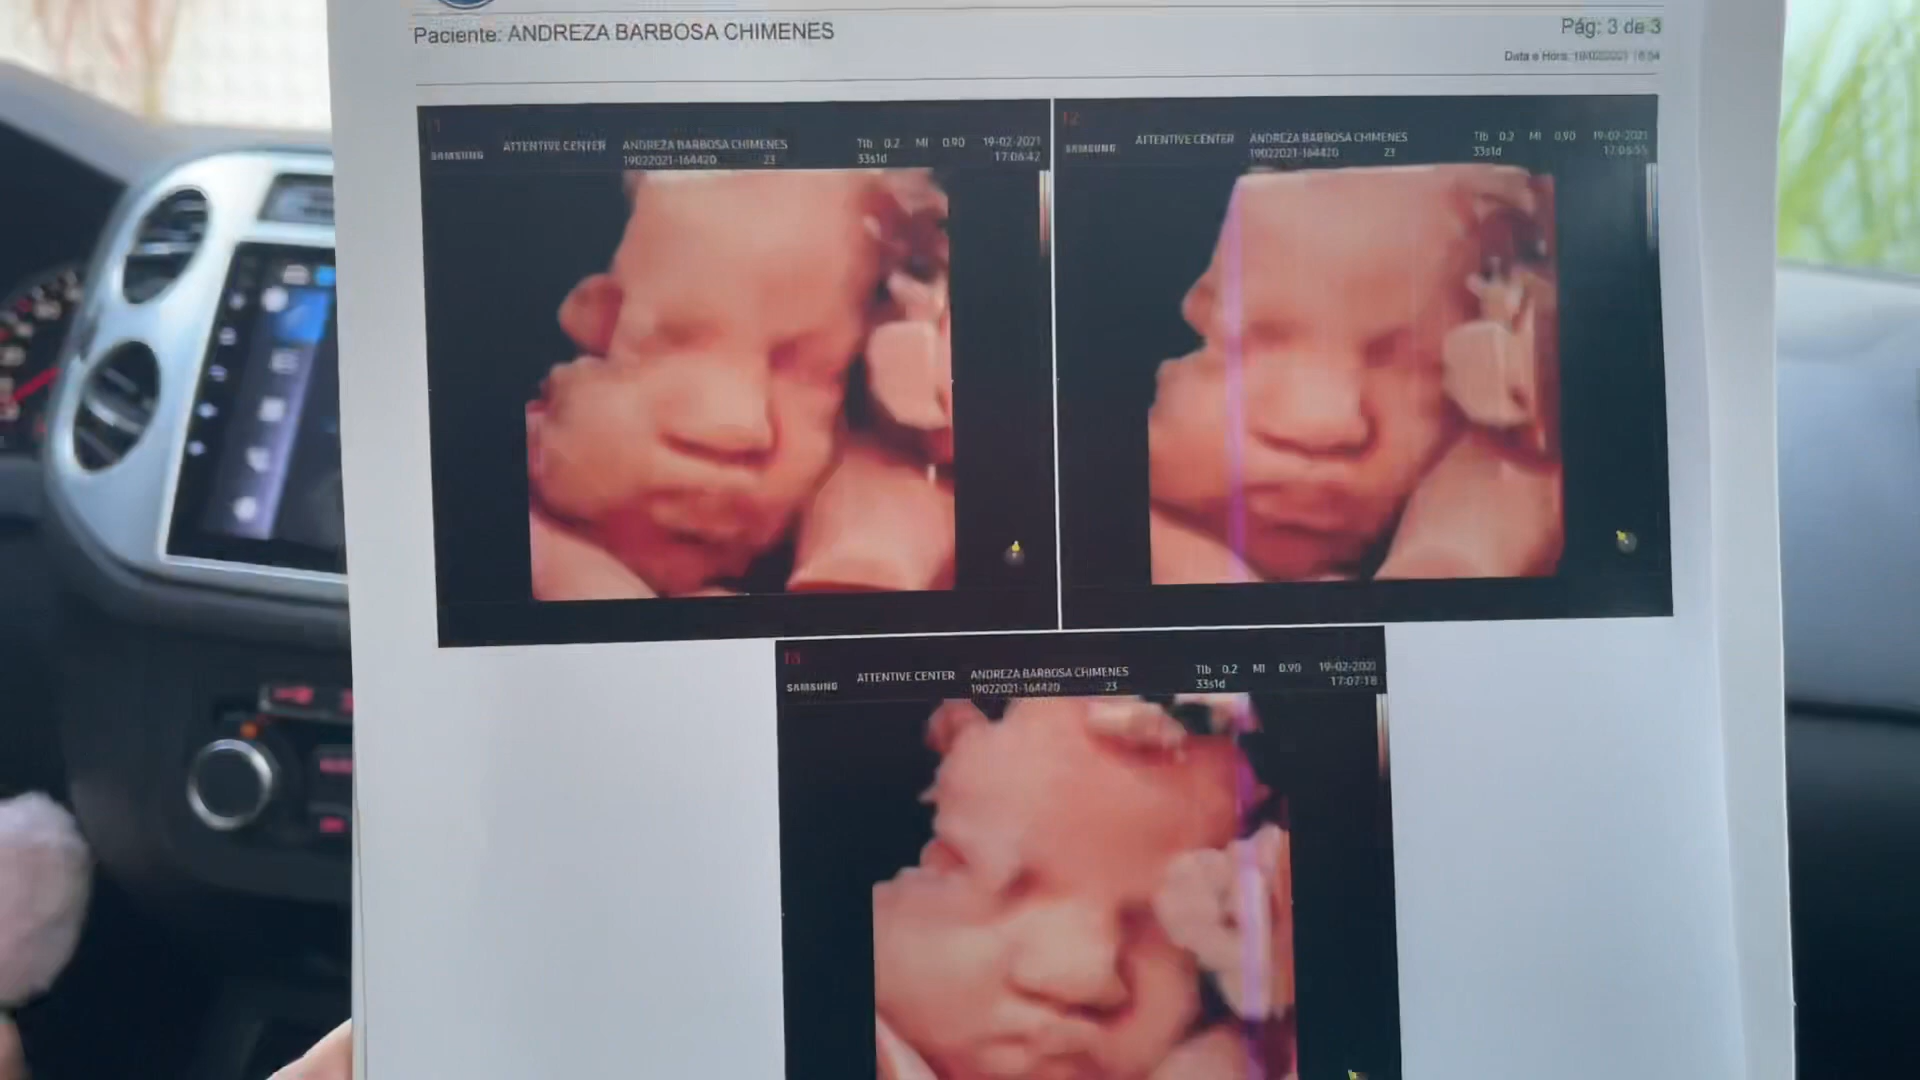 Paciente: ANDREZA BARBOSA CHIMENES
Pág: 3 de 3
Data e Hora:
SAMSUNG ATTENTIVE CENTER ANDREZA BARBOSA CHIMENES TIb 0.2 MI 0.90 19-02-2021
19022021-164420 23 33s1d 17:06:42
SAMSUNG ATTENTIVE CENTER ANDREZA BARBOSA CHIMENES TIb 0.2 MI 0.90 19-02-2021
19022021-164420 23 33s1d 17:06:55
13
SAMSUNG ATTENTIVE CENTER ANDREZA BARBOSA CHIMENES TIb 0.2 MI 0.90 19-02-2021
19022021-164420 23 33s1d 17:07:18